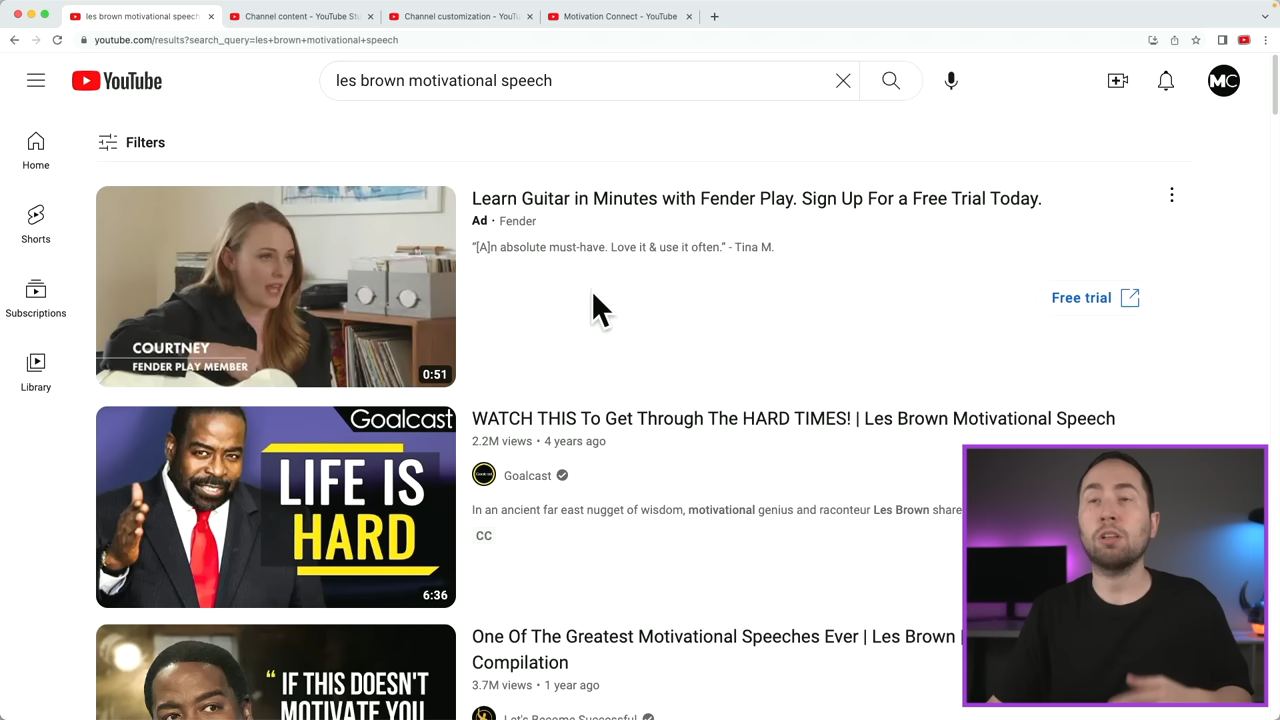 les brown motivational speech
Channel content - YouTube Stu
Channel customization - YouTu
Motivation Connect - YouTube
youtube.com/results?search_query=les+brown+motivational+speech
YouTube
les brown motivational speech
MC
Filters
Home
Shorts
Subscriptions
Library
COURTNEY
FENDER PLAY MEMBER
0:51
Learn Guitar in Minutes with Fender Play. Sign Up For a Free Trial Today.
Ad · Fender
"[A]n absolute must-have. Love it & use it often." - Tina M.
Free trial
Goalcast
LIFE IS
HARD
6:36
WATCH THIS To Get Through The HARD TIMES! | Les Brown Motivational Speech
2.2M views • 4 years ago
Goalcast
In an ancient far east nugget of wisdom, motivational genius and raconteur Les Brown share
CC
“ IF THIS DOESN'T
MOTIVATE YOU
One Of The Greatest Motivational Speeches Ever | Les Brown |
Compilation
3.7M views • 1 year ago
Let's Become Successful